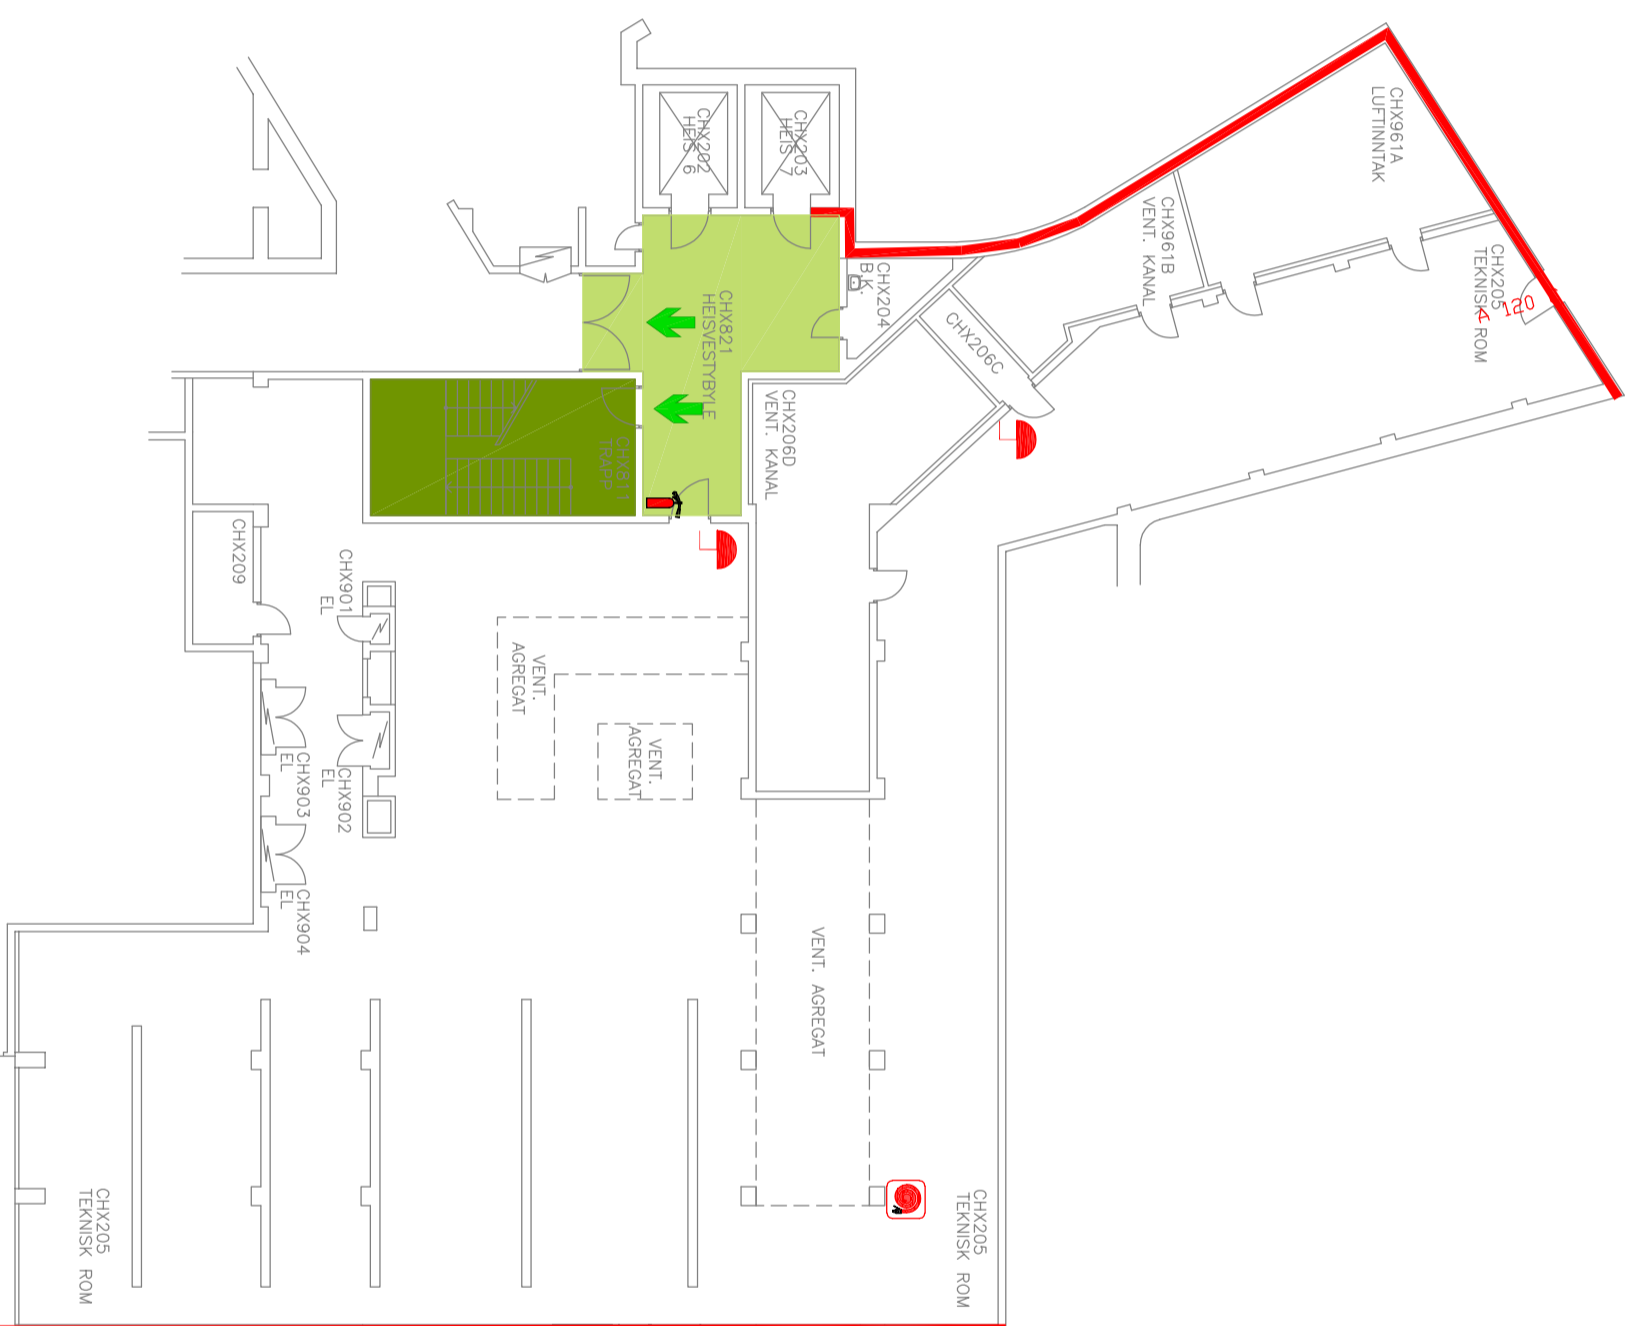 CHX961A
LUFTINNTAK
CHX202
HEIS 6
CHX203
HEIS 7
CHX961B
VENT. KANAL
CHX205
TEKNISK ROM
A 120
CHX204
B.K.
CHX821
HEISVESTYBYLE
CHX206C
CHX206D
VENT. KANAL
CHX811
TRAPP
CHX209
CHX901
EL
VENT.
AGREGAT
VENT.
AGREGAT
CHX903
EL
CHX902
EL
CHX904
EL
VENT. AGREGAT
CHX205
TEKNISK ROM
CHX205
TEKNISK ROM